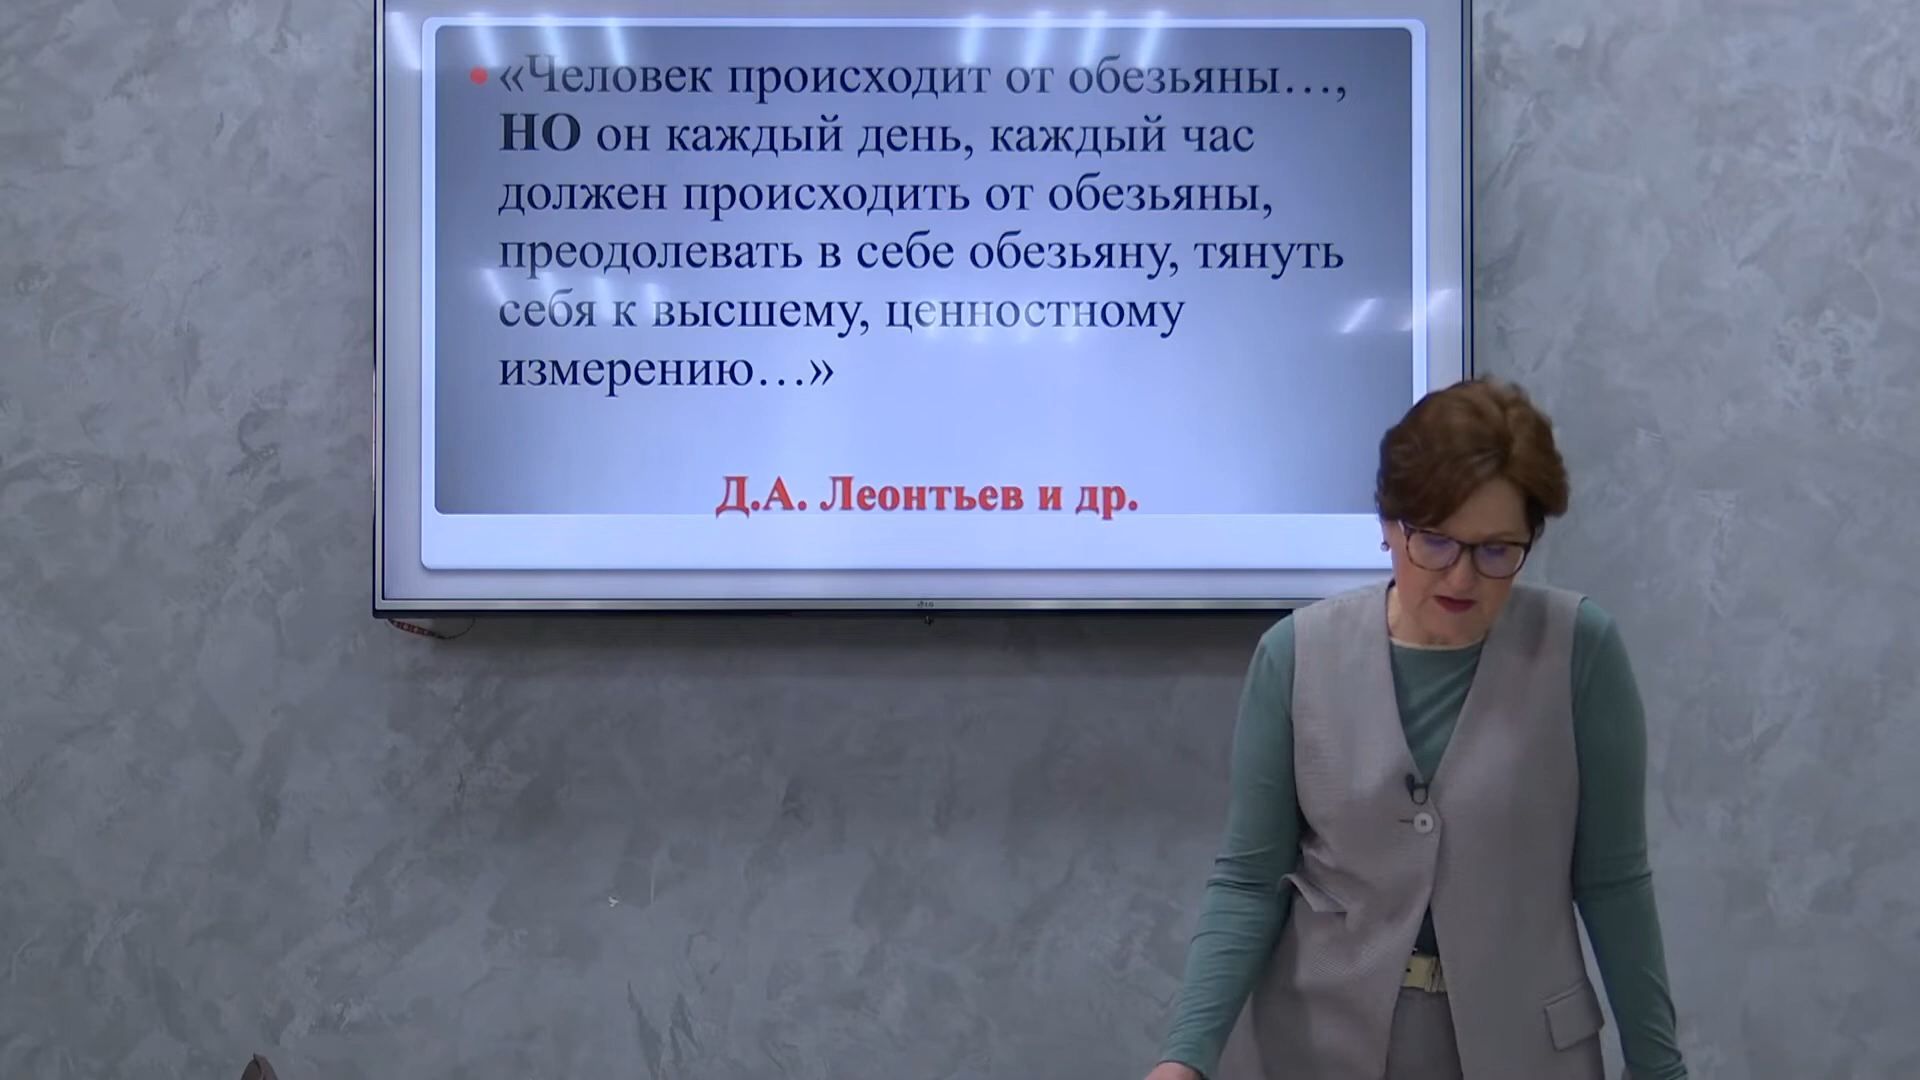 «Человек происходит от обезьяны…,
НО он каждый день, каждый час
должен происходить от обезьяны,
преодолевать в себе обезьяну, тянуть
себя к высшему, ценностному
измерению…»
Д.А. Леонтьев и др.
LG